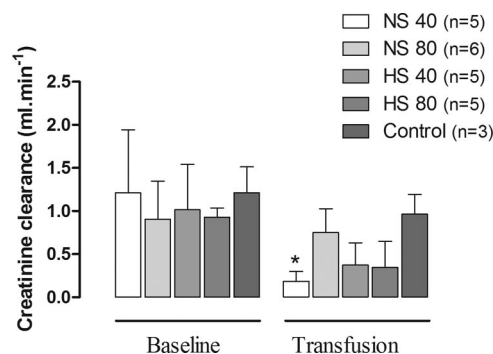 NS 40 (n=5)
NS 80 (n=6)
HS 40 (n=5)
HS 80 (n=5)
Control (n=3)
Creatinine clearance (ml.min⁻¹)
2.5
2.0
1.5
1.0
0.5
0.0
*
Baseline
Transfusion